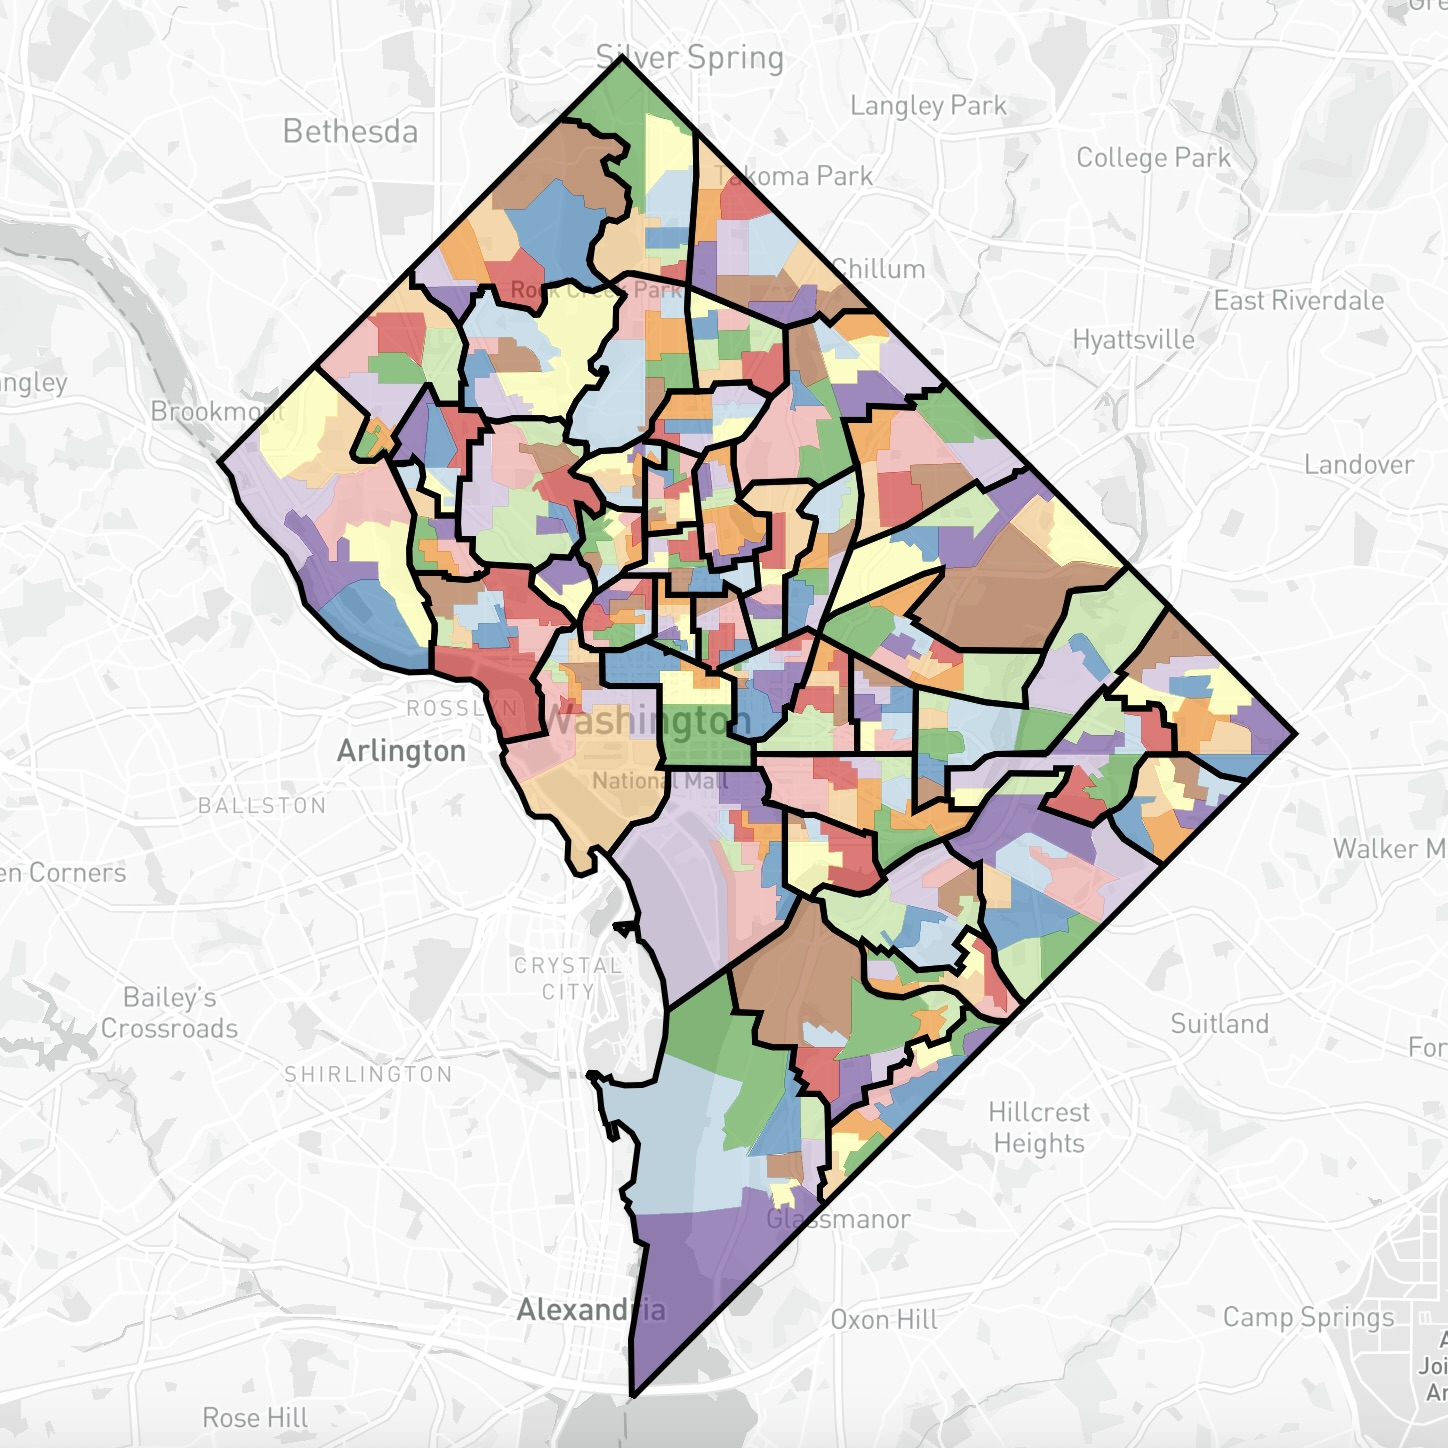 Silver Spring
Langley Park
Bethesda
College Park
Takoma Park
Chillum
Rock Creek Park
East Riverdale
Hyattsville
angley
Brookmont
Landover
ROSSLYN
Washington
Arlington
National Mall
BALLSTON
en Corners
Walker M
CRYSTAL
CITY
Bailey's
Crossroads
Suitland
For
SHIRLINGTON
Hillcrest
Heights
Glassmanor
Alexandria
Oxon Hill
Camp Springs
Joi
Rose Hill